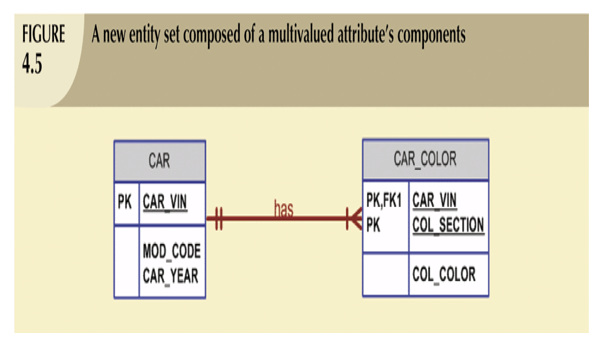 FIGURE 4.5
A new entity set composed of a multivalued attribute's components
CAR
PK CAR_VIN
MOD_CODE
CAR_YEAR
has
CAR_COLOR
PK,FK1 CAR_VIN
PK COL_SECTION
COL_COLOR